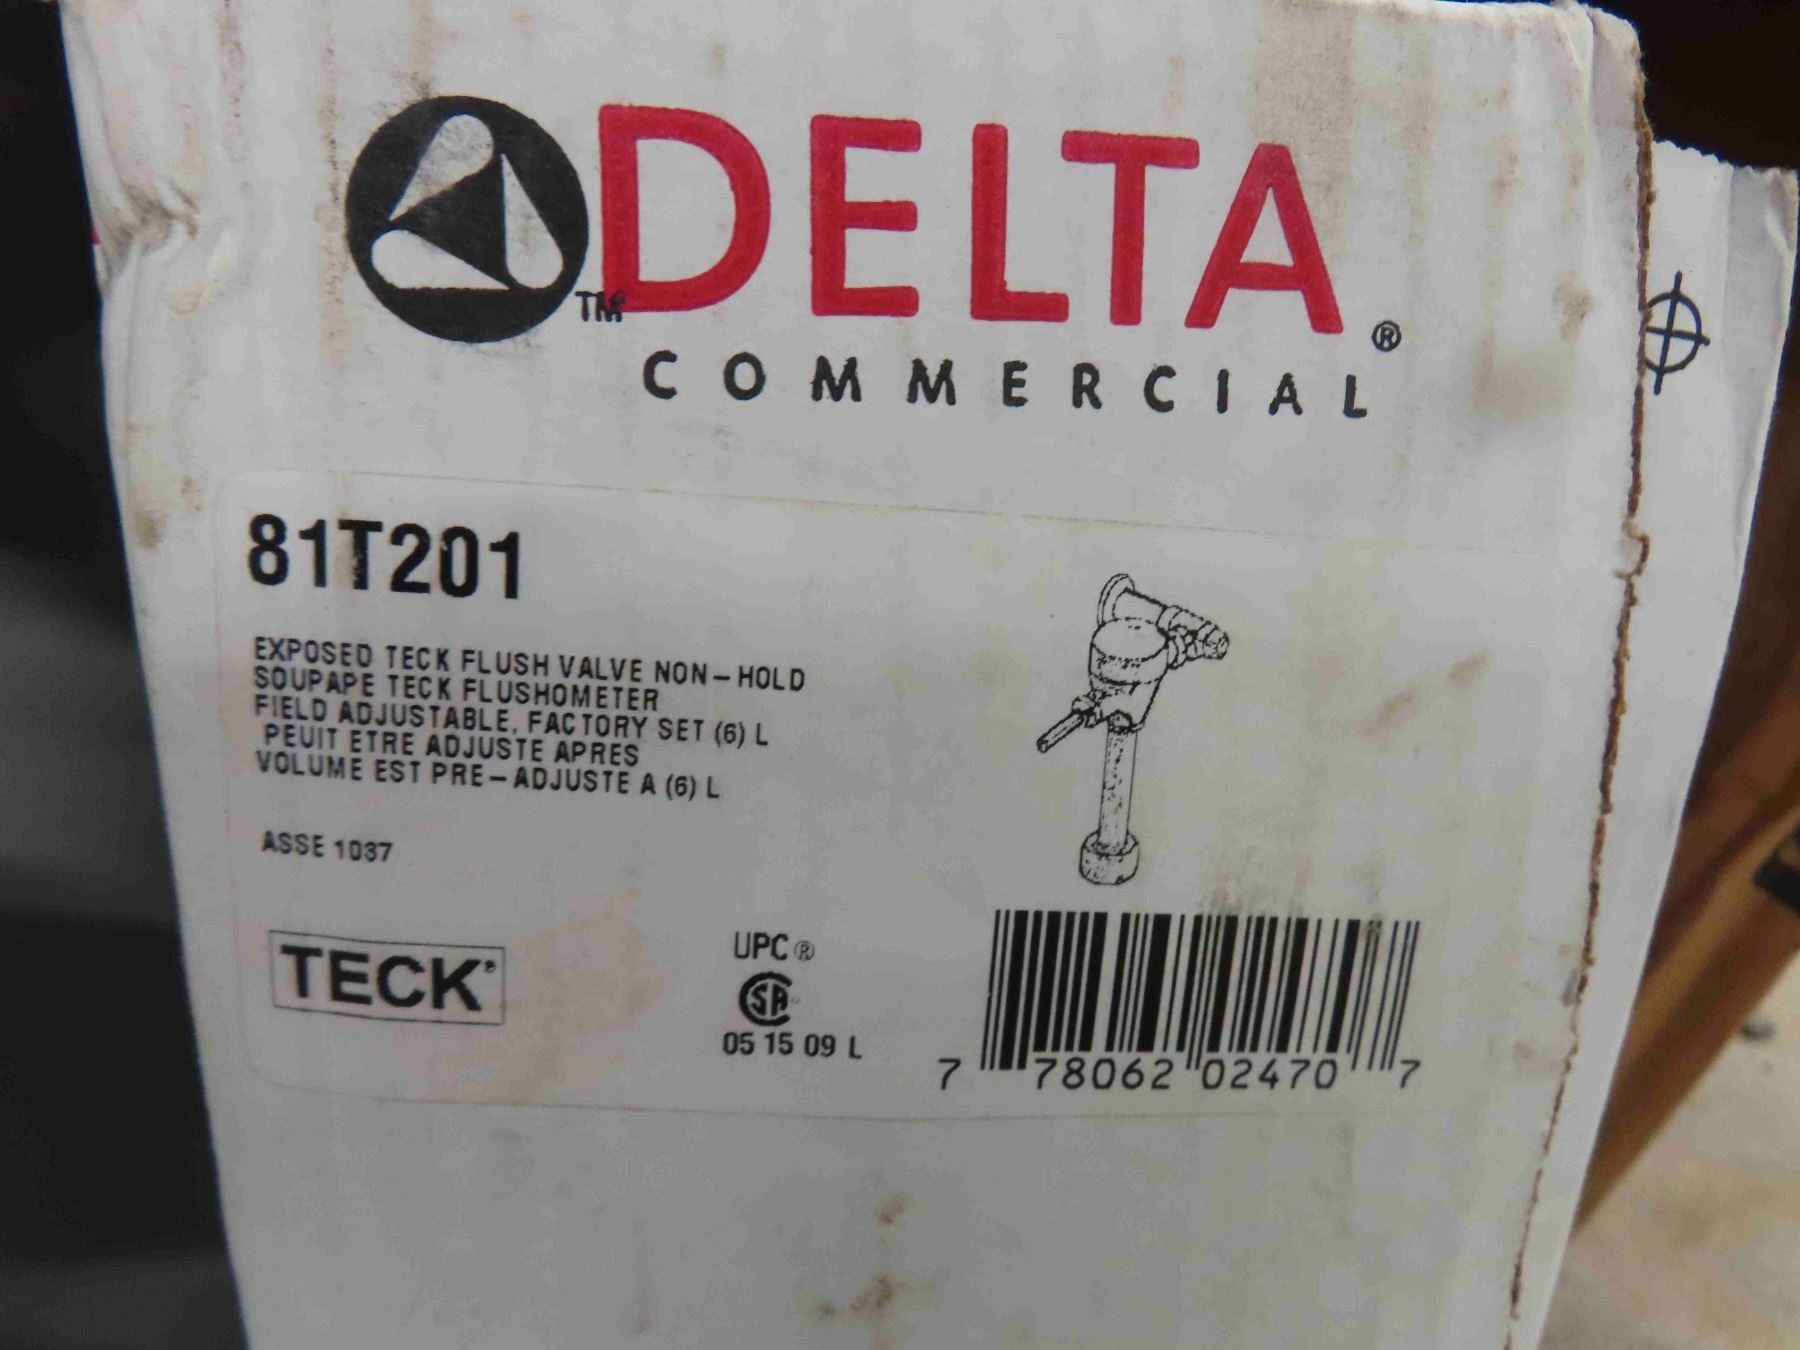 DELTA®
TM
COMMERCIAL
81T201
EXPOSED TECK FLUSH VALVE NON-HOLD
SOUPAPE TECK FLUSHOMETER
FIELD ADJUSTABLE, FACTORY SET (6) L
PEUIT ETRE ADJUSTE APRES
VOLUME EST PRE-ADJUSTE A (6) L
ASSE 1037
TECK®
UPC®
SA
05 15 09 L
7 78062 02470 7